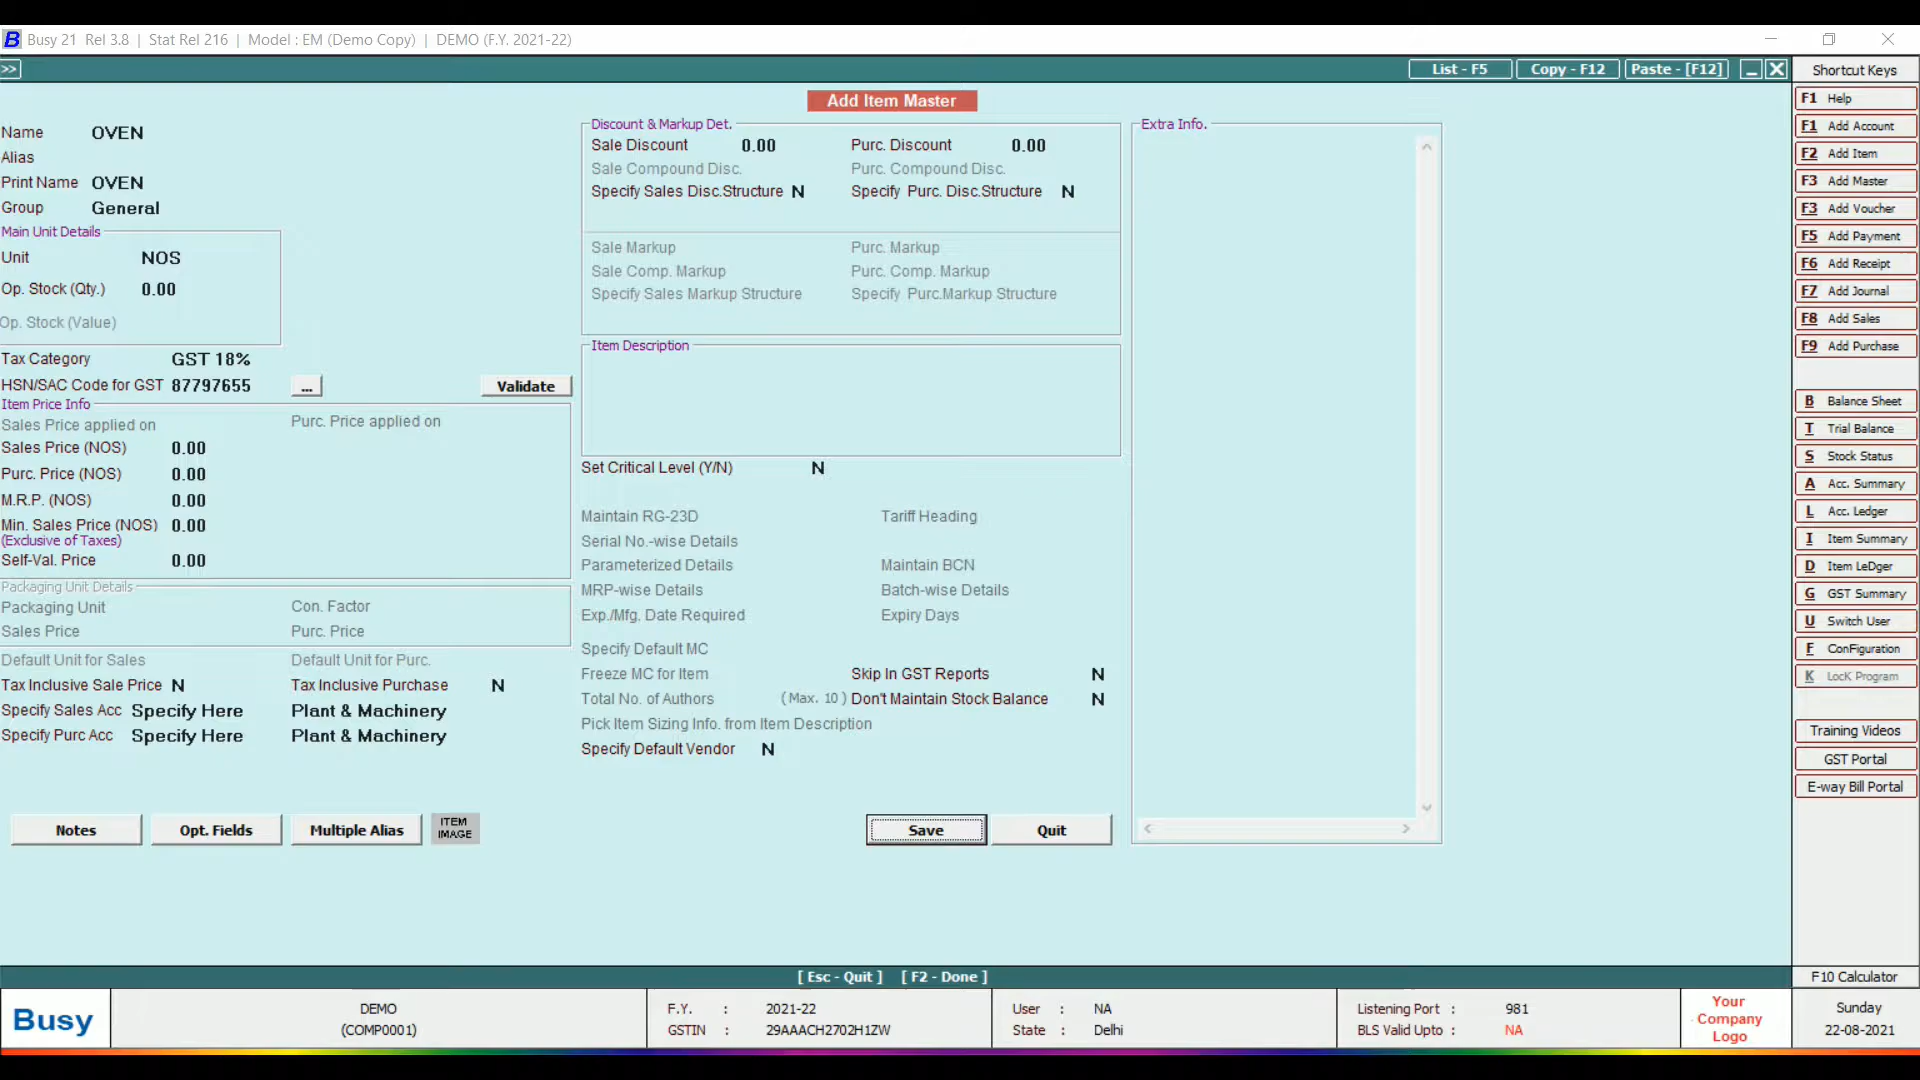 B Busy 21 Rel 3.8 | Stat Rel 216 | Model : EM (Demo Copy) | DEMO (F.Y. 2021-22)
>> List - F5 Copy - F12 Paste - [F12] Shortcut Keys
Add Item Master
Name OVEN
Alias
Print Name OVEN
Group General
Main Unit Details
Unit NOS
Op. Stock (Qty.) 0.00
Op. Stock (Value)
Tax Category GST 18%
HSN/SAC Code for GST 87797655 ... Validate
Item Price Info
Sales Price applied on Purc. Price applied on
Sales Price (NOS) 0.00
Purc. Price (NOS) 0.00
M.R.P. (NOS) 0.00
Min. Sales Price (NOS) 0.00
(Exclusive of Taxes)
Self-Val. Price 0.00
Packaging Unit Details
Packaging Unit Con. Factor
Sales Price Purc. Price
Default Unit for Sales Default Unit for Purc.
Tax Inclusive Sale Price N Tax Inclusive Purchase N
Specify Sales Acc Specify Here Plant & Machinery
Specify Purc Acc Specify Here Plant & Machinery
Notes Opt. Fields Multiple Alias ITEM IMAGE
Discount & Markup Det.
Sale Discount 0.00 Purc. Discount 0.00
Sale Compound Disc. Purc. Compound Disc.
Specify Sales Disc.Structure N Specify Purc. Disc.Structure N
Sale Markup Purc. Markup
Sale Comp. Markup Purc. Comp. Markup
Specify Sales Markup Structure Specify Purc.Markup Structure
Item Description
Set Critical Level (Y/N) N
Maintain RG-23D Tariff Heading
Serial No.-wise Details
Parameterized Details Maintain BCN
MRP-wise Details Batch-wise Details
Exp./Mfg. Date Required Expiry Days
Specify Default MC
Freeze MC for Item Skip In GST Reports N
Total No. of Authors (Max. 10) Don't Maintain Stock Balance N
Pick Item Sizing Info. from Item Description
Specify Default Vendor N
Save Quit
Extra Info.
F1 Help
F1 Add Account
F2 Add Item
F3 Add Master
F3 Add Voucher
F5 Add Payment
F6 Add Receipt
F7 Add Journal
F8 Add Sales
F9 Add Purchase
B Balance Sheet
T Trial Balance
S Stock Status
A Acc. Summary
L Acc. Ledger
I Item Summary
D Item LeDger
G GST Summary
U Switch User
F ConFiguration
K LocK Program
Training Videos
GST Portal
E-way Bill Portal
[ Esc - Quit ] [ F2 - Done ] F10 Calculator
Busy
DEMO
(COMP0001)
F.Y. : 2021-22
GSTIN : 29AAACH2702H1ZW
User : NA
State : Delhi
Listening Port : 981
BLS Valid Upto : NA
Your
Company
Logo
Sunday
22-08-2021